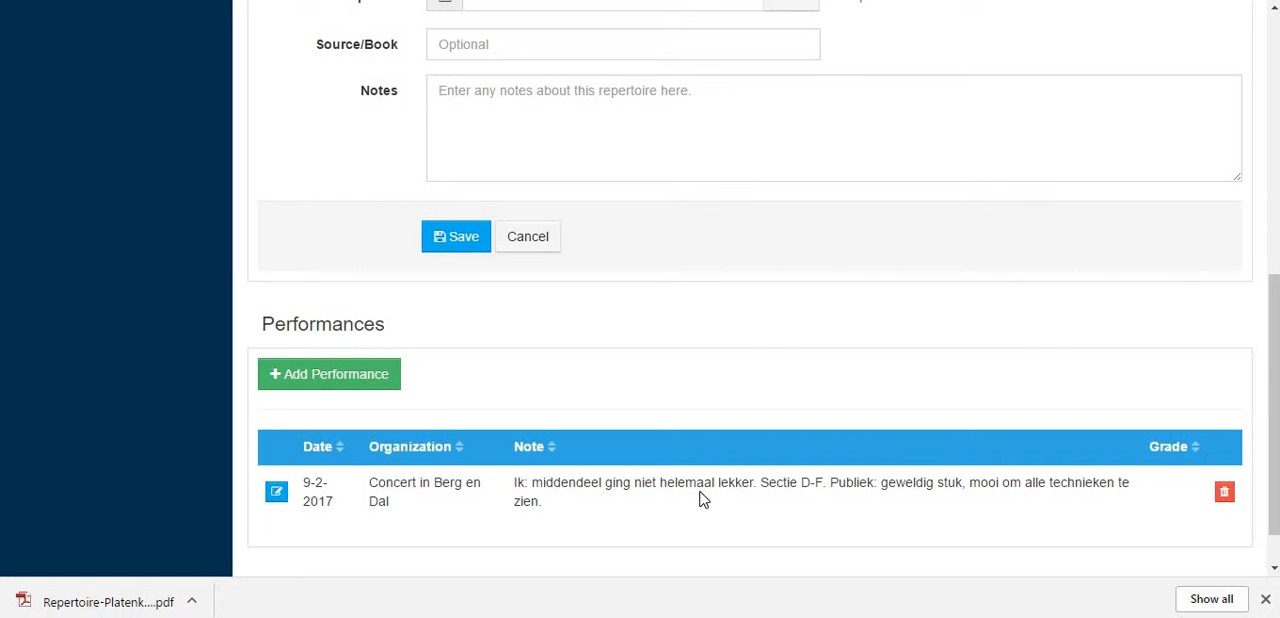 Source/Book
Optional
Notes
Enter any notes about this repertoire here.
Save
Cancel
Performances
+ Add Performance
Date
Organization
Note
Grade
9-2-
2017
Concert in Berg en
Dal
Ik: middendeel ging niet helemaal lekker. Sectie D-F. Publiek: geweldig stuk, mooi om alle technieken te
zien.
Repertoire-Platenk....pdf
Show all